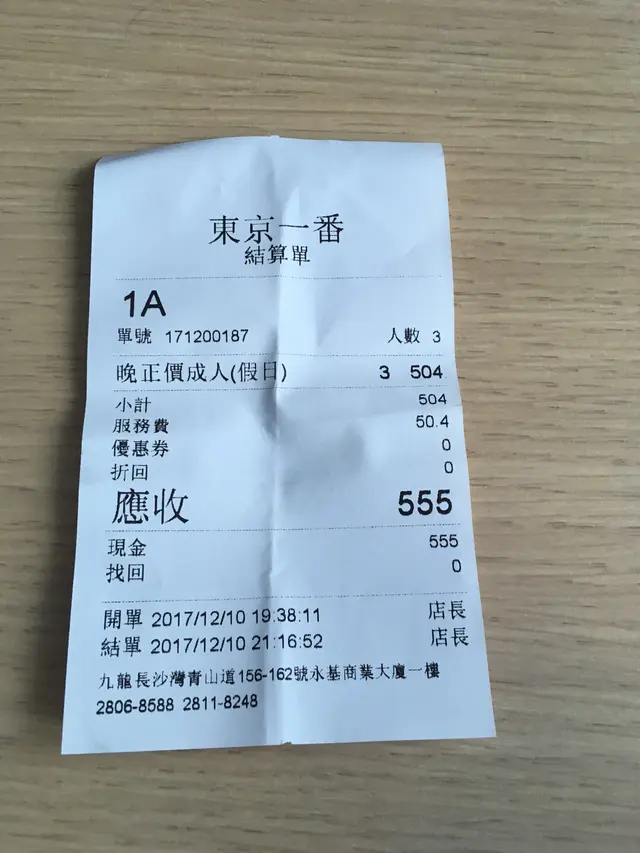 東京一番
結算單
1A
單號 171200187 人數 3
晚正價成人(假日) 3 504
小計 504
服務費 50.4
優惠券 0
折回 0
應收 555
現金 555
找回 0
開單 2017/12/10 19:38:11 店長
結單 2017/12/10 21:16:52 店長
九龍長沙灣青山道156-162號永基商業大廈一樓
2806-8588 2811-8248